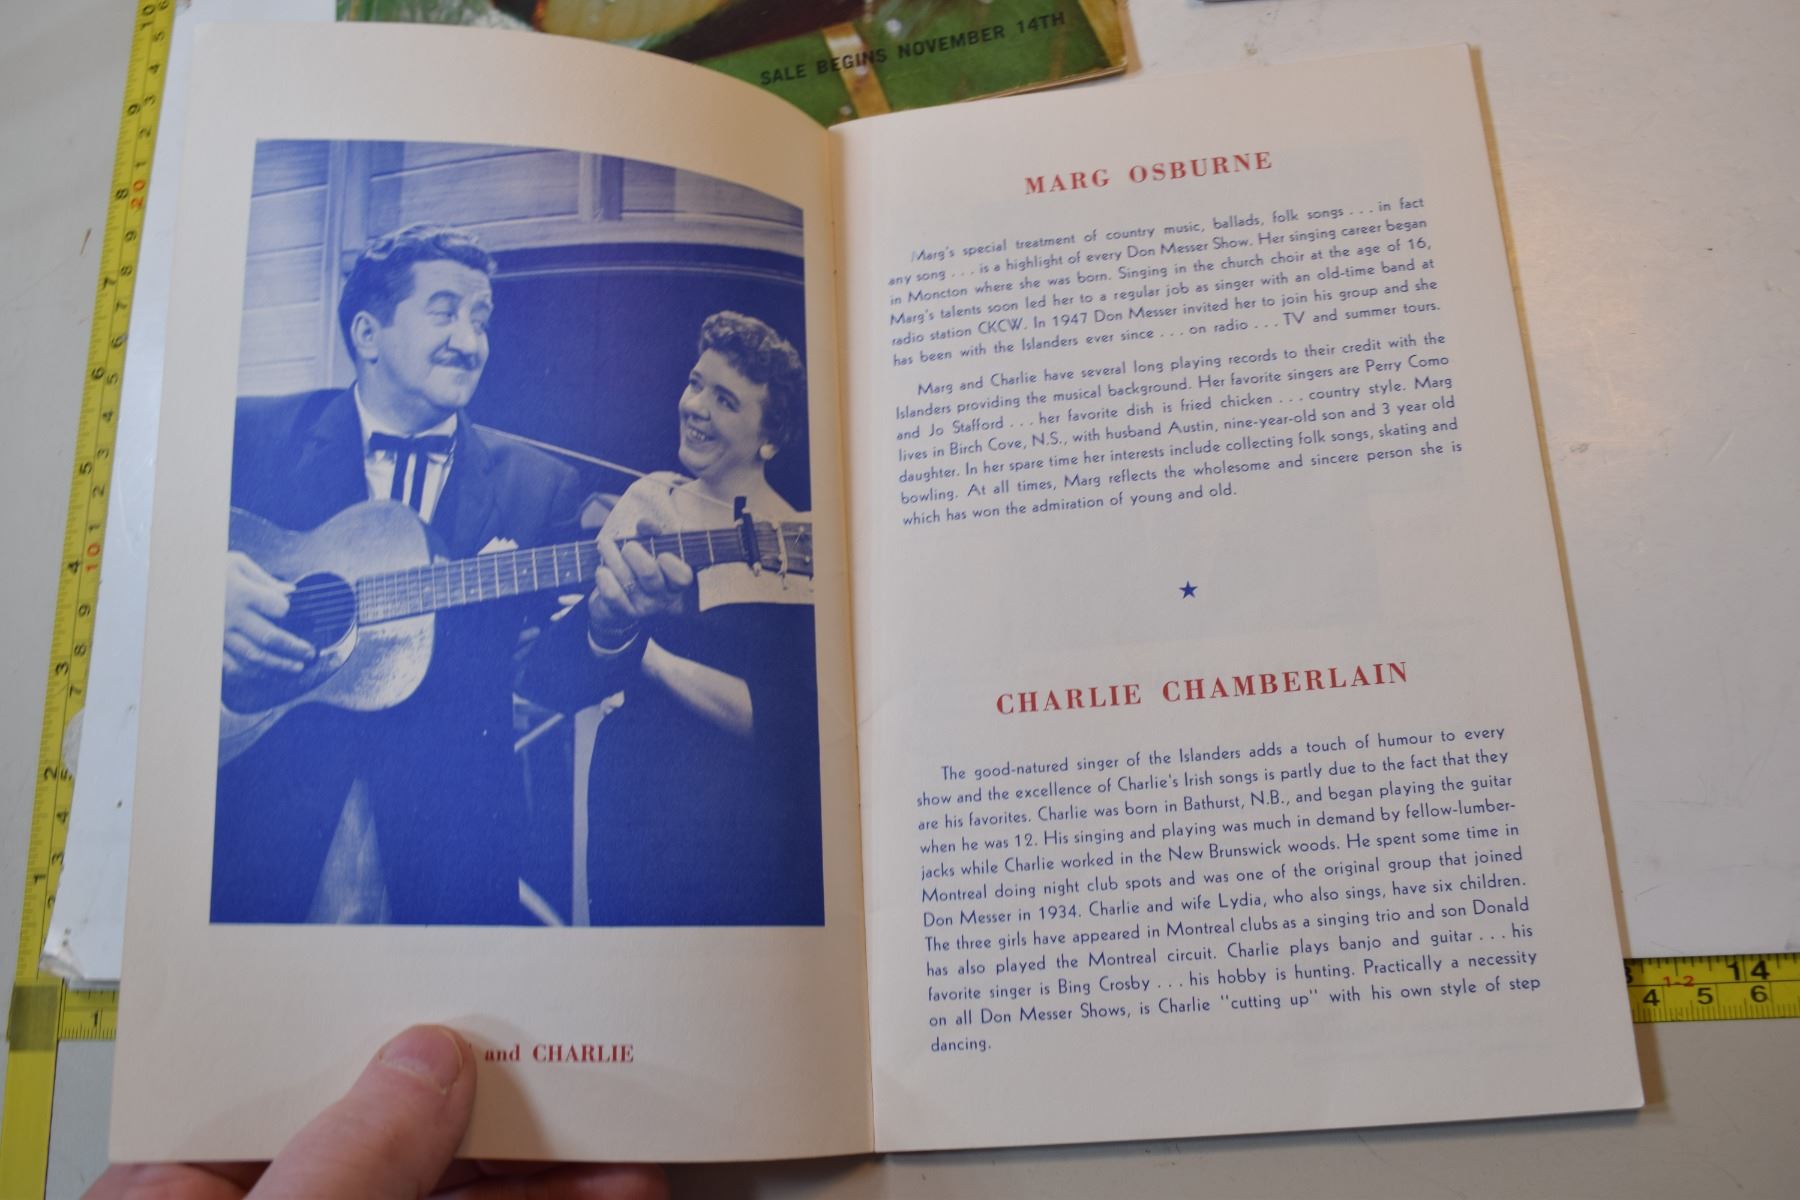 SALE BEGINS NOVEMBER 14TH
and CHARLIE
MARG OSBURNE
Marg's special treatment of country music, ballads, folk songs . . . in fact
any song . . . is a highlight of every Don Messer Show. Her singing career began
in Moncton where she was born. Singing in the church choir at the age of 16,
Marg's talents soon led her to a regular job as singer with an old-time band at
radio station CKCW. In 1947 Don Messer invited her to join his group and she
has been with the Islanders ever since . . . on radio . . . TV and summer tours.
Marg and Charlie have several long playing records to their credit with the
Islanders providing the musical background. Her favorite singers are Perry Como
and Jo Stafford . . . her favorite dish is fried chicken . . . country style. Marg
lives in Birch Cove, N.S., with husband Austin, nine-year-old son and 3 year old
daughter. In her spare time her interests include collecting folk songs, skating and
bowling. At all times, Marg reflects the wholesome and sincere person she is
which has won the admiration of young and old.
CHARLIE CHAMBERLAIN
The good-natured singer of the Islanders adds a touch of humour to every
show and the excellence of Charlie's Irish songs is partly due to the fact that they
are his favorites. Charlie was born in Bathurst, N.B., and began playing the guitar
when he was 12. His singing and playing was much in demand by fellow-lumber-
jacks while Charlie worked in the New Brunswick woods. He spent some time in
Montreal doing night club spots and was one of the original group that joined
Don Messer in 1934. Charlie and wife Lydia, who also sings, have six children.
The three girls have appeared in Montreal clubs as a singing trio and son Donald
has also played the Montreal circuit. Charlie plays banjo and guitar . . . his
favorite singer is Bing Crosby . . . his hobby is hunting. Practically a necessity
on all Don Messer Shows, is Charlie "cutting up" with his own style of step
dancing.